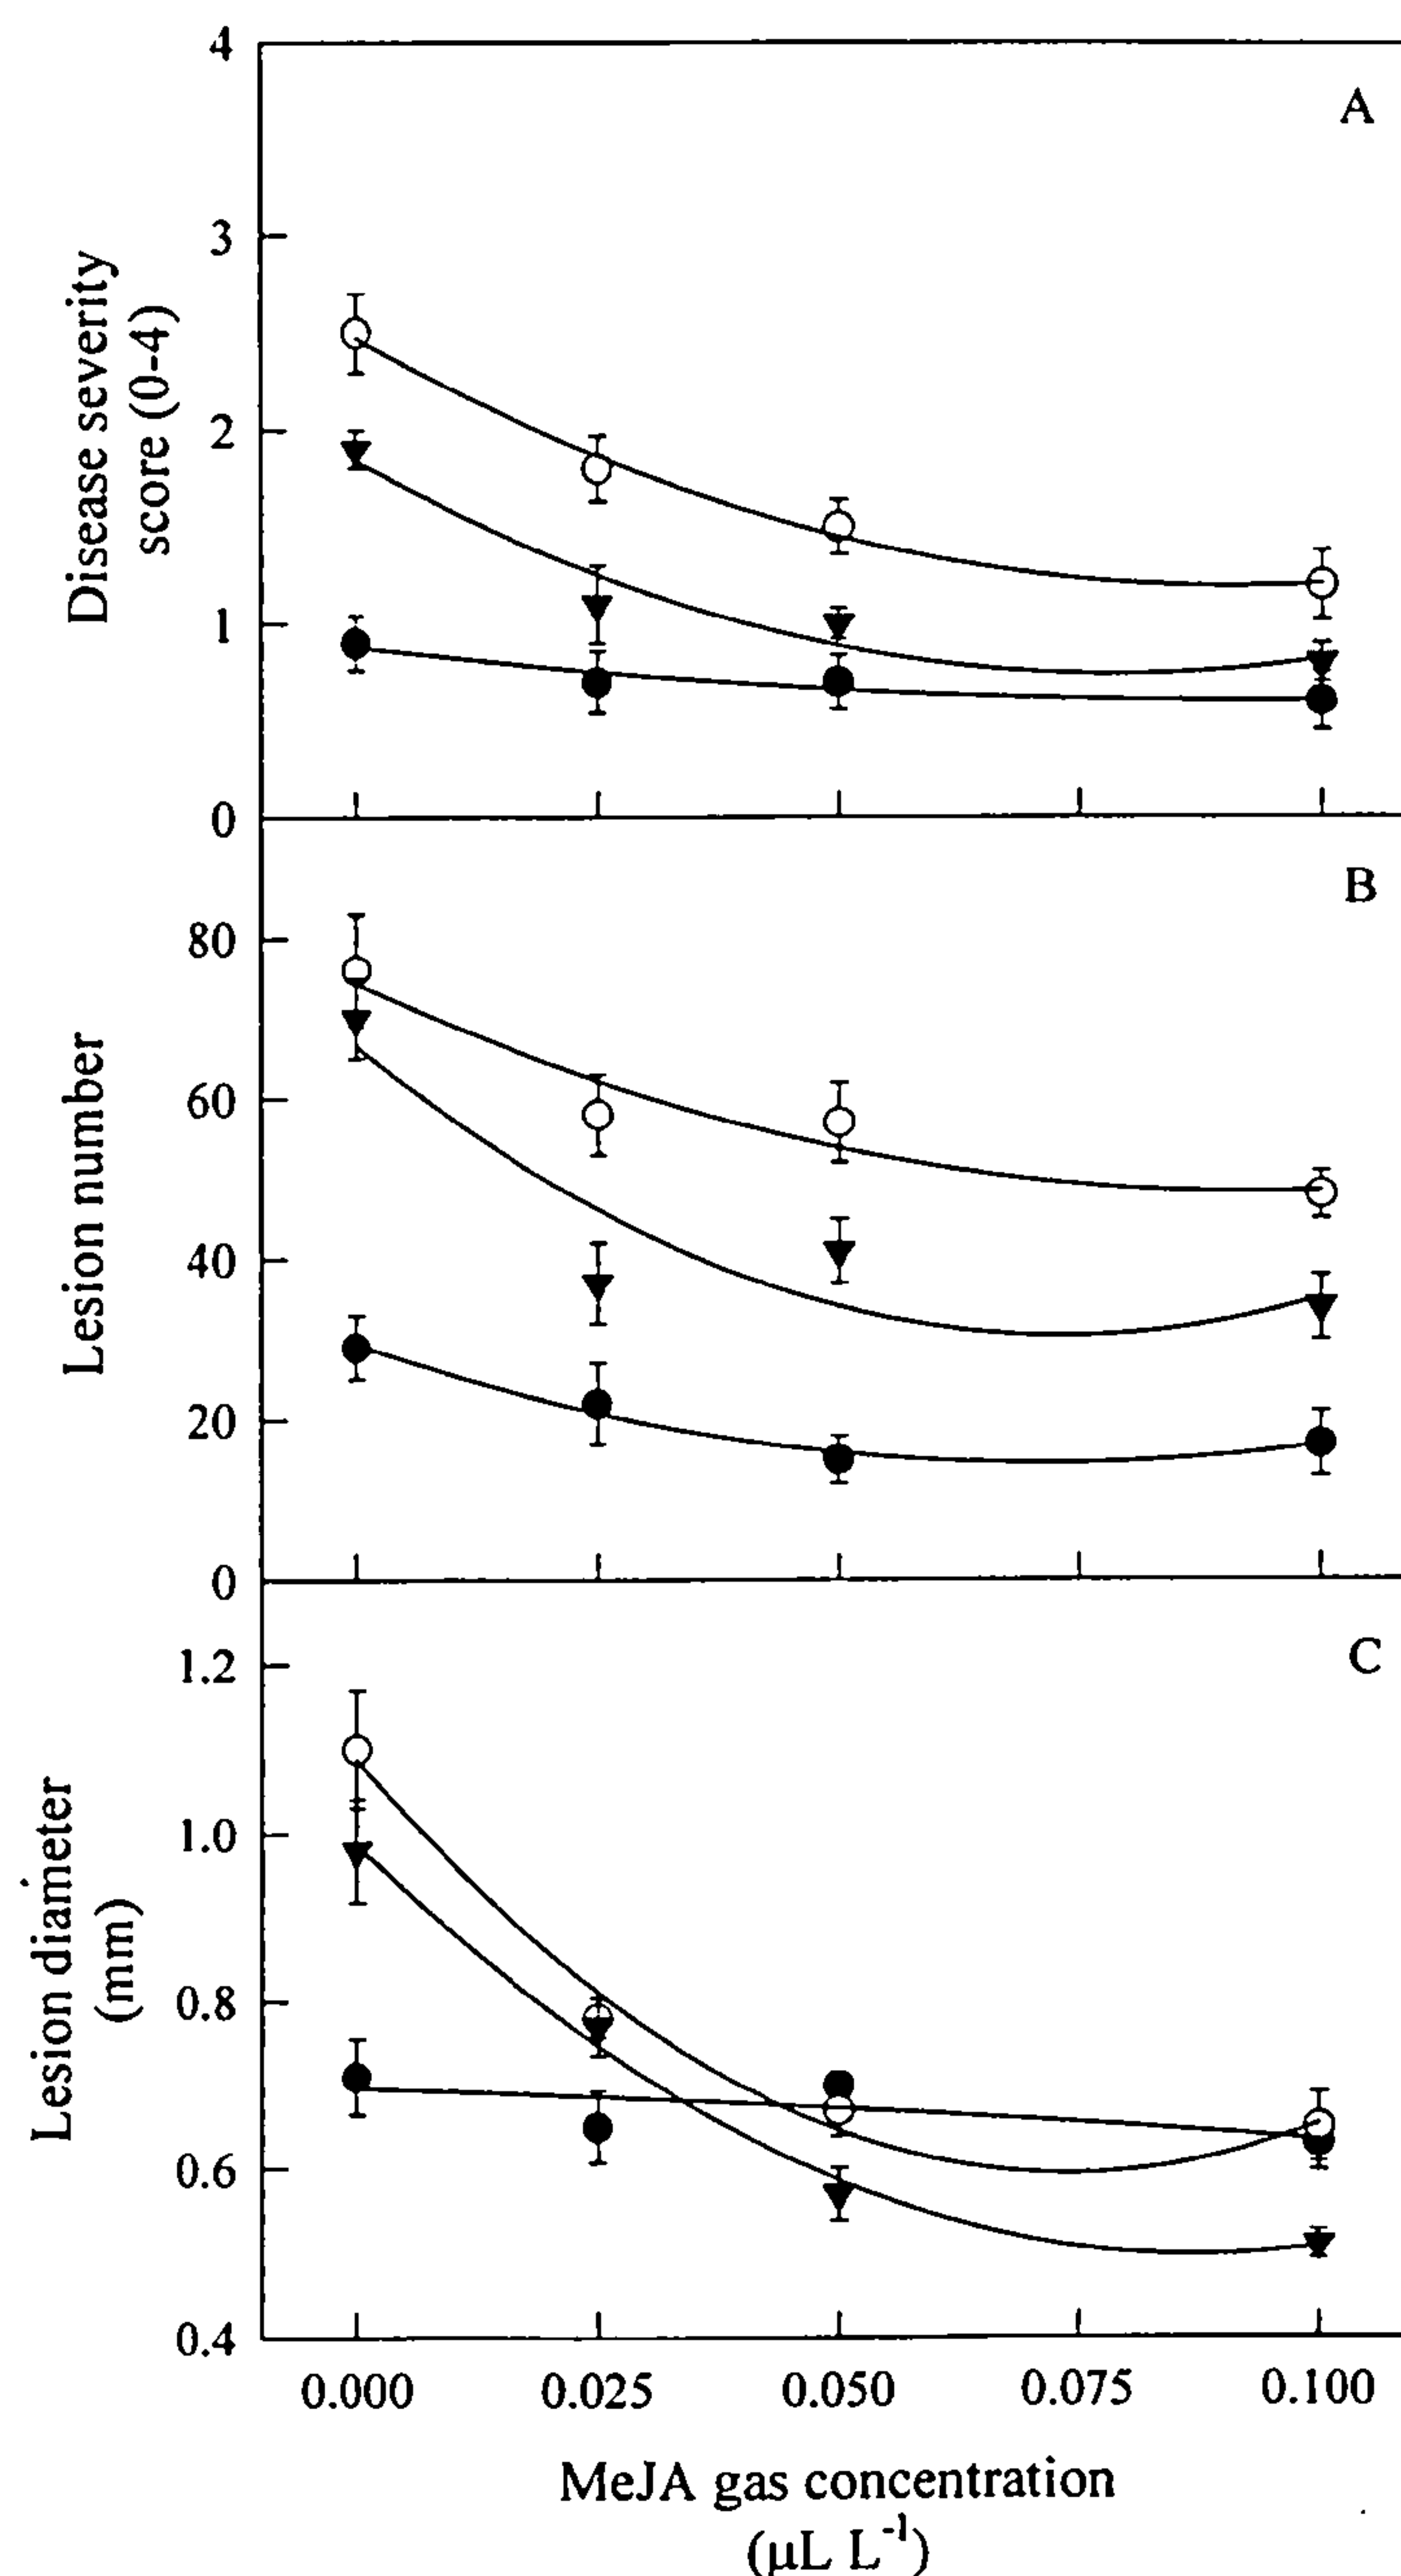 A
Disease severity
score (0-4)
4
3
2
1
0
B
Lesion number
80
60
40
20
0
C
Lesion diameter
(mm)
1.2
1.0
0.8
0.6
0.4
0.000 0.025 0.050 0.075 0.100
MeJA gas concentration
(μL L⁻¹)